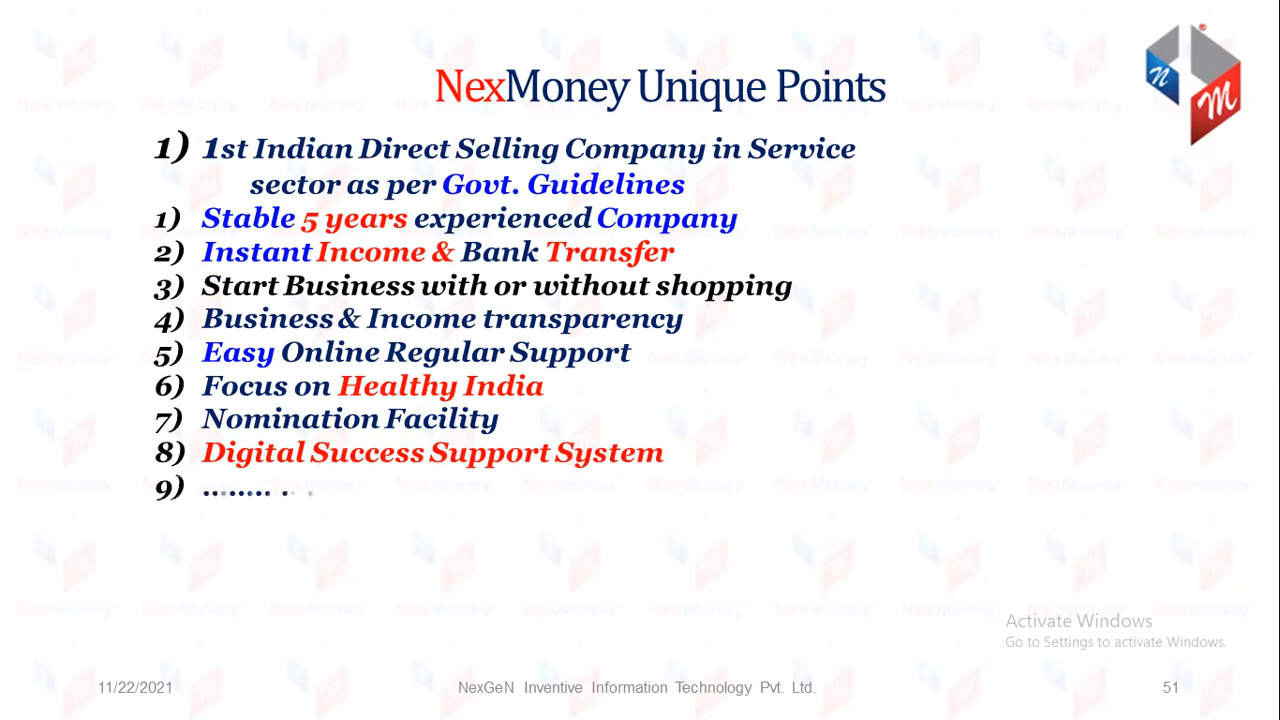 NexMoney Unique Points
1) 1st Indian Direct Selling Company in Service
sector as per Govt. Guidelines
1) Stable 5 years experienced Company
2) Instant Income & Bank Transfer
3) Start Business with or without shopping
4) Business & Income transparency
5) Easy Online Regular Support
6) Focus on Healthy India
7) Nomination Facility
8) Digital Success Support System
9) ........ . .
Activate Windows
Go to Settings to activate Windows.
11/22/2021 NexGeN Inventive Information Technology Pvt. Ltd. 51